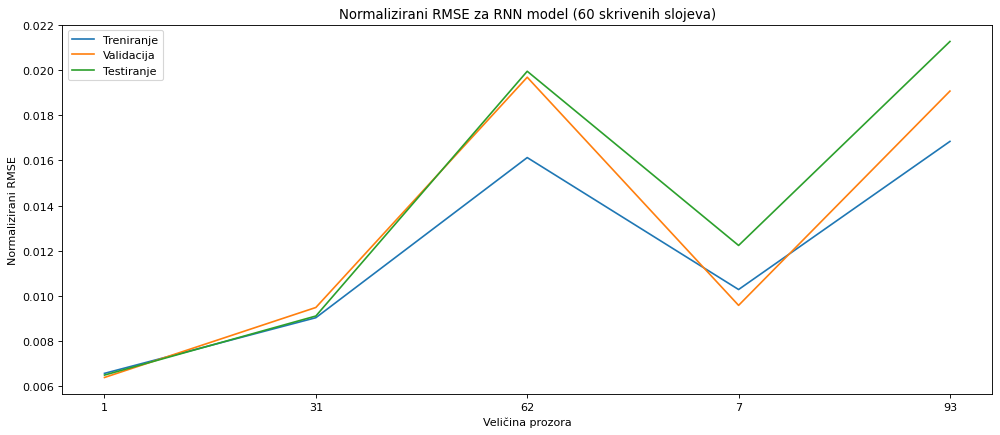 Normalizirani RMSE za RNN model (60 skrivenih slojeva)
Treniranje
Validacija
Testiranje
Normalizirani RMSE
0.022
0.020
0.018
0.016
0.014
0.012
0.010
0.008
0.006
1 31 62 7 93
Veličina prozora